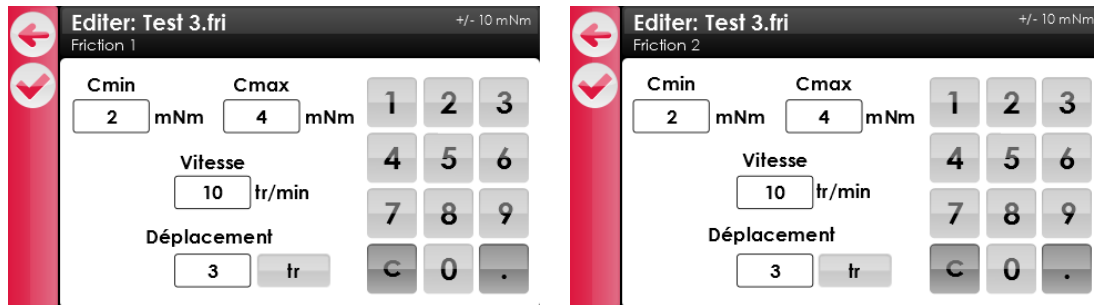 Editer: Test 3.fri +/- 10 mNm
Friction 1
Cmin Cmax
2 mNm 4 mNm
Vitesse
10 tr/min
Déplacement
3 tr
1 2 3
4 5 6
7 8 9
C 0 .
Editer: Test 3.fri +/- 10 mNm
Friction 2
Cmin Cmax
2 mNm 4 mNm
Vitesse
10 tr/min
Déplacement
3 tr
1 2 3
4 5 6
7 8 9
C 0 .